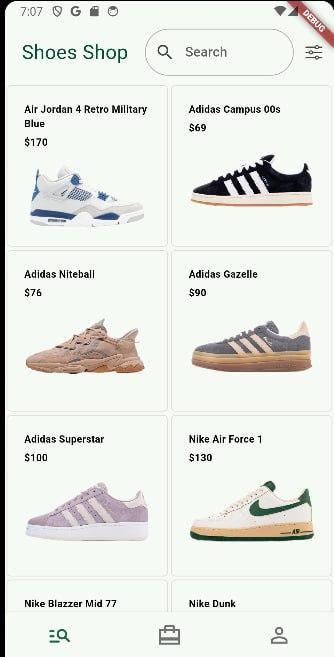 7:07
DEBUG
Shoes Shop
Search
Air Jordan 4 Retro Military
Blue
$170
Adidas Campus 00s
$69
Adidas Niteball
$76
Adidas Gazelle
$90
Adidas Superstar
$100
Nike Air Force 1
$130
AIR
Nike Blazzer Mid 77
Nike Dunk